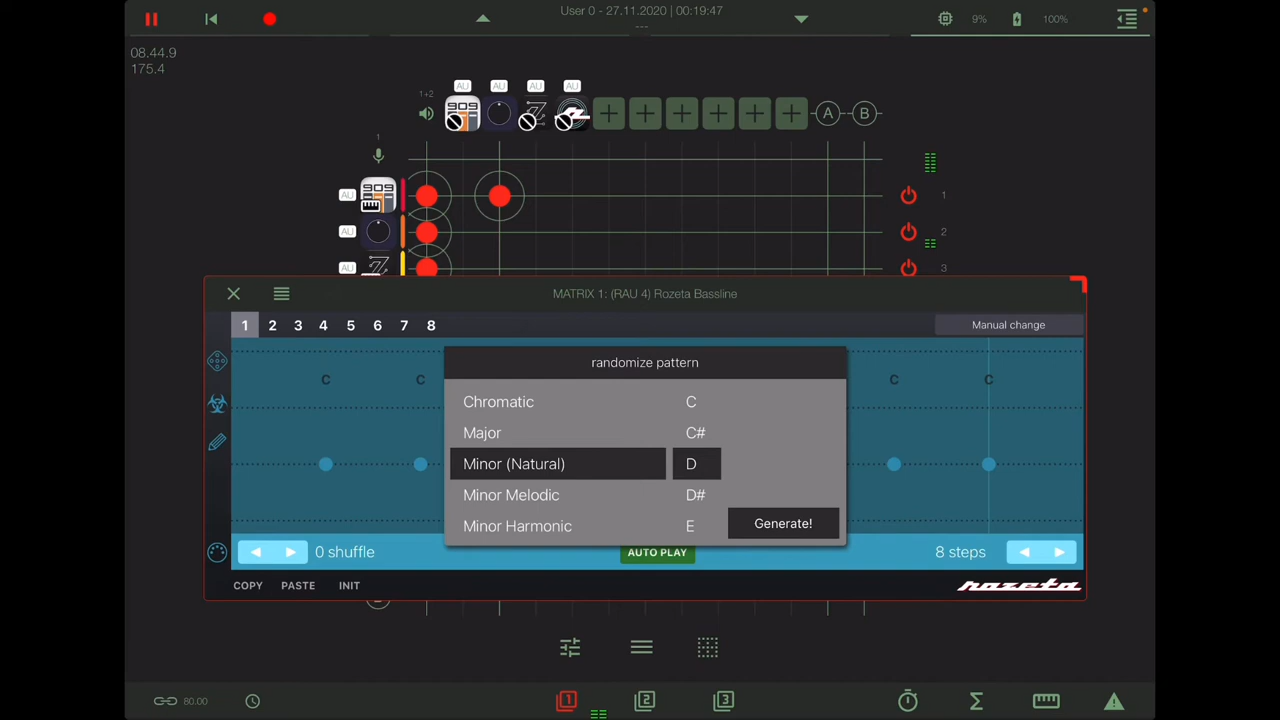 User 0 - 27.11.2020 | 00:19:47
---
9%
100%
08.44.9
175.4
AU AU AU AU
1+2
909
A B
1
AU 909 1
AU 2
AU 3
MATRIX 1: (RAU 4) Rozeta Bassline
1 2 3 4 5 6 7 8
Manual change
randomize pattern
C C C C
Chromatic C
Major C#
Minor (Natural) D
Minor Melodic D#
Minor Harmonic E
Generate!
0 shuffle
AUTO PLAY
8 steps
COPY PASTE INIT
rozeta
80.00
1 2 3